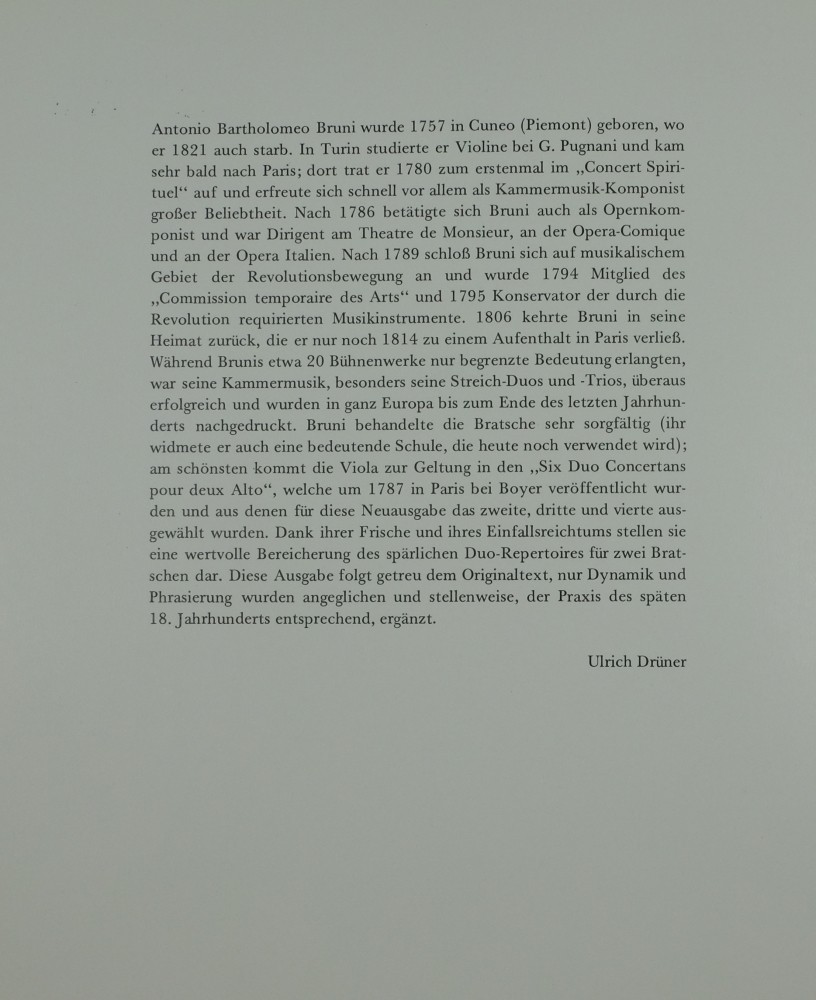 Antonio Bartholomeo Bruni wurde 1757 in Cuneo (Piemont) geboren, wo
er 1821 auch starb. In Turin studierte er Violine bei G. Pugnani und kam
sehr bald nach Paris; dort trat er 1780 zum erstenmal im „Concert Spiri-
tuel“ auf und erfreute sich schnell vor allem als Kammermusik-Komponist
großer Beliebtheit. Nach 1786 betätigte sich Bruni auch als Opernkom-
ponist und war Dirigent am Theatre de Monsieur, an der Opera-Comique
und an der Opera Italien. Nach 1789 schloß Bruni sich auf musikalischem
Gebiet der Revolutionsbewegung an und wurde 1794 Mitglied des
„Commission temporaire des Arts“ und 1795 Konservator der durch die
Revolution requirierten Musikinstrumente. 1806 kehrte Bruni in seine
Heimat zurück, die er nur noch 1814 zu einem Aufenthalt in Paris verließ.
Während Brunis etwa 20 Bühnenwerke nur begrenzte Bedeutung erlangten,
war seine Kammermusik, besonders seine Streich-Duos und -Trios, überaus
erfolgreich und wurden in ganz Europa bis zum Ende des letzten Jahrhun-
derts nachgedruckt. Bruni behandelte die Bratsche sehr sorgfältig (ihr
widmete er auch eine bedeutende Schule, die heute noch verwendet wird);
am schönsten kommt die Viola zur Geltung in den „Six Duo Concertans
pour deux Alto“, welche um 1787 in Paris bei Boyer veröffentlicht wur-
den und aus denen für diese Neuausgabe das zweite, dritte und vierte aus-
gewählt wurden. Dank ihrer Frische und ihres Einfallsreichtums stellen sie
eine wertvolle Bereicherung des spärlichen Duo-Repertoires für zwei Brat-
schen dar. Diese Ausgabe folgt getreu dem Originaltext, nur Dynamik und
Phrasierung wurden angeglichen und stellenweise, der Praxis des späten
18. Jahrhunderts entsprechend, ergänzt.
Ulrich Drüner